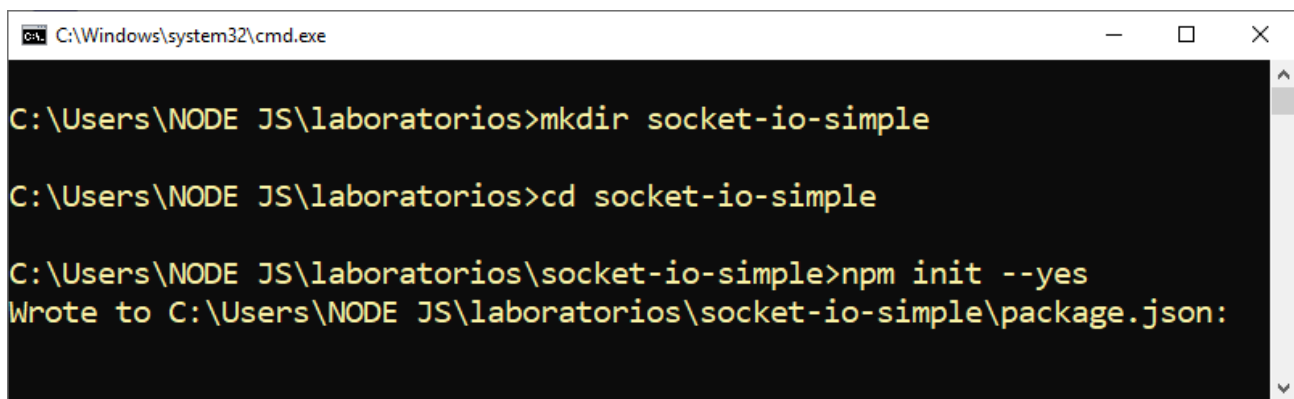 C:\Windows\system32\cmd.exe
C:\Users\NODE JS\laboratorios>mkdir socket-io-simple
C:\Users\NODE JS\laboratorios>cd socket-io-simple
C:\Users\NODE JS\laboratorios\socket-io-simple>npm init --yes
Wrote to C:\Users\NODE JS\laboratorios\socket-io-simple\package.json: